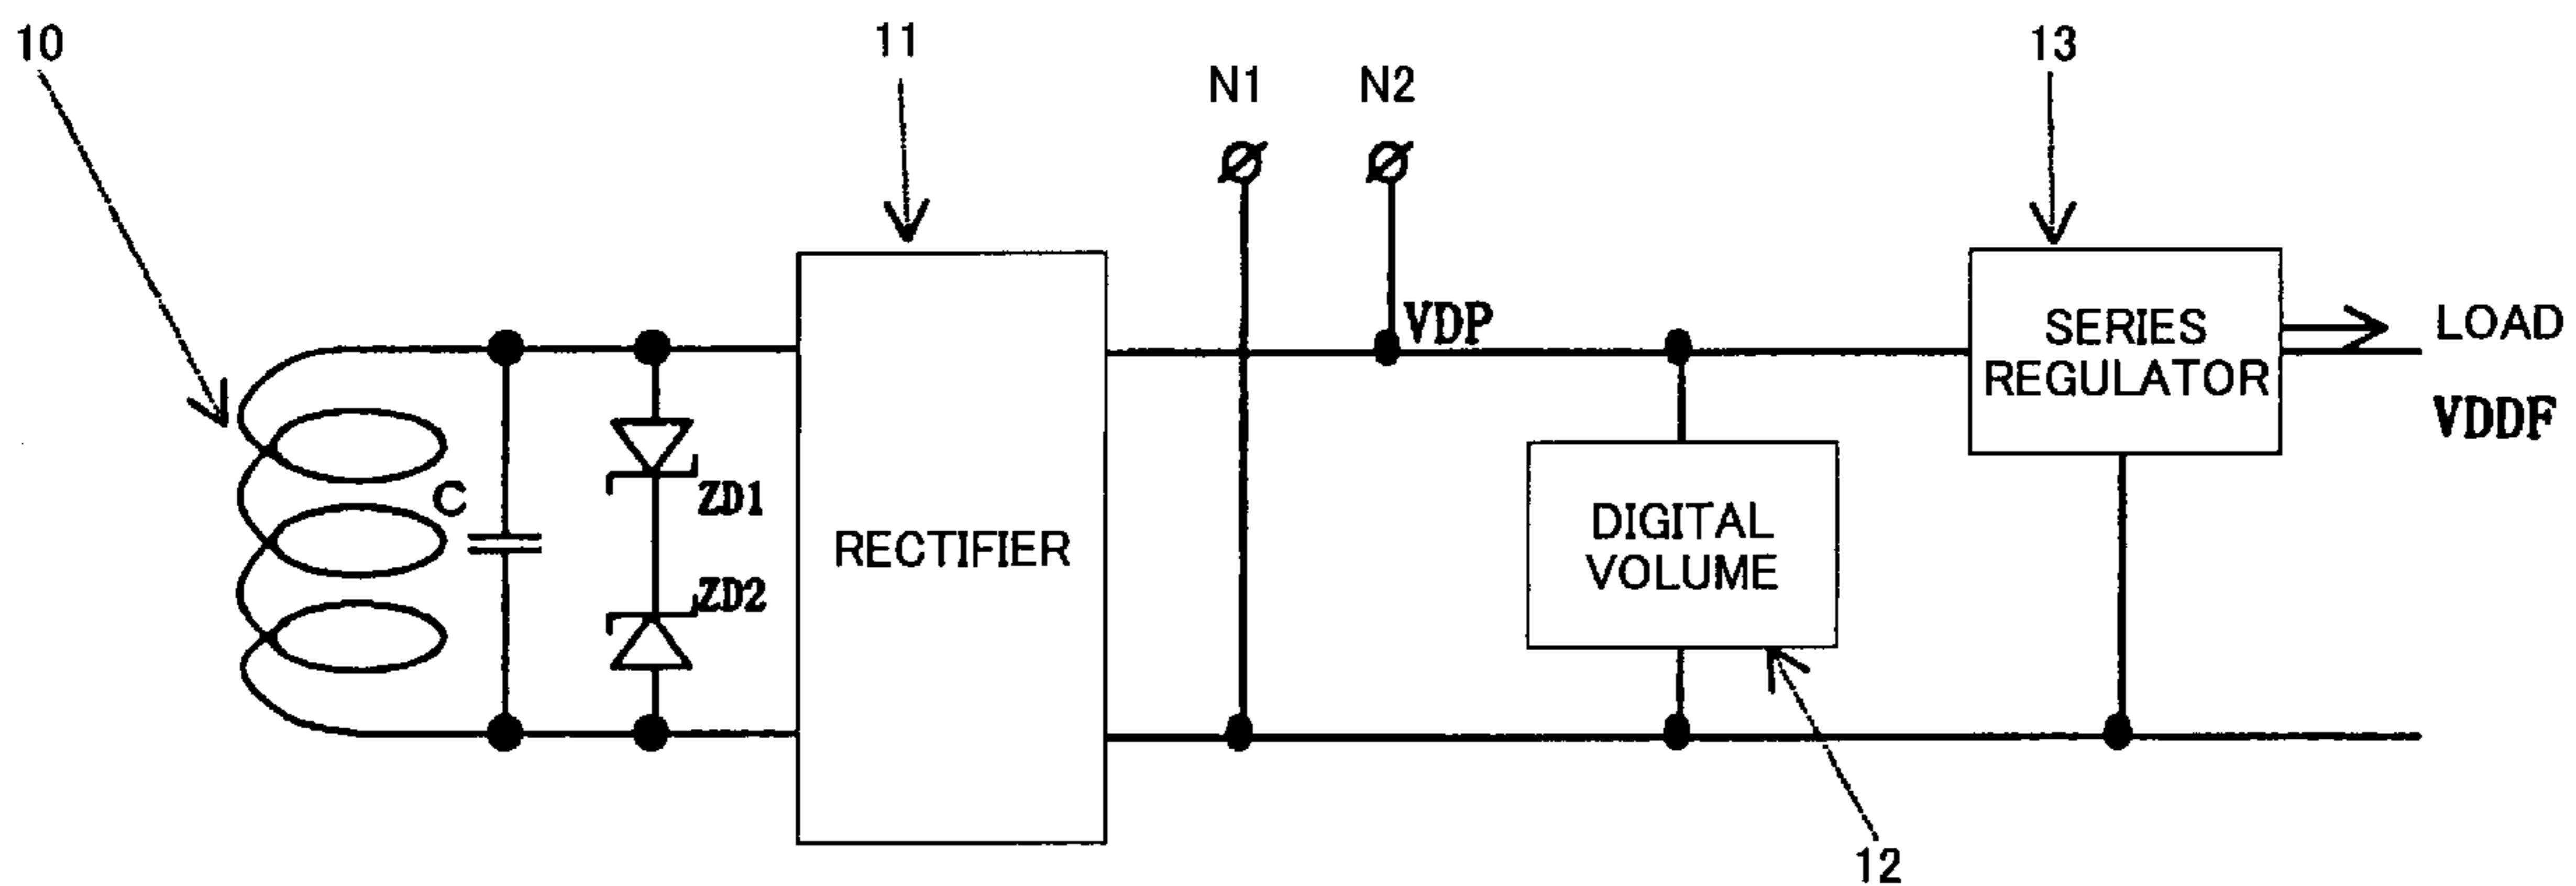 10
11
N1
N2
13
VDP
SERIES
REGULATOR
LOAD
VDDF
C
ZD1
ZD2
RECTIFIER
DIGITAL
VOLUME
12